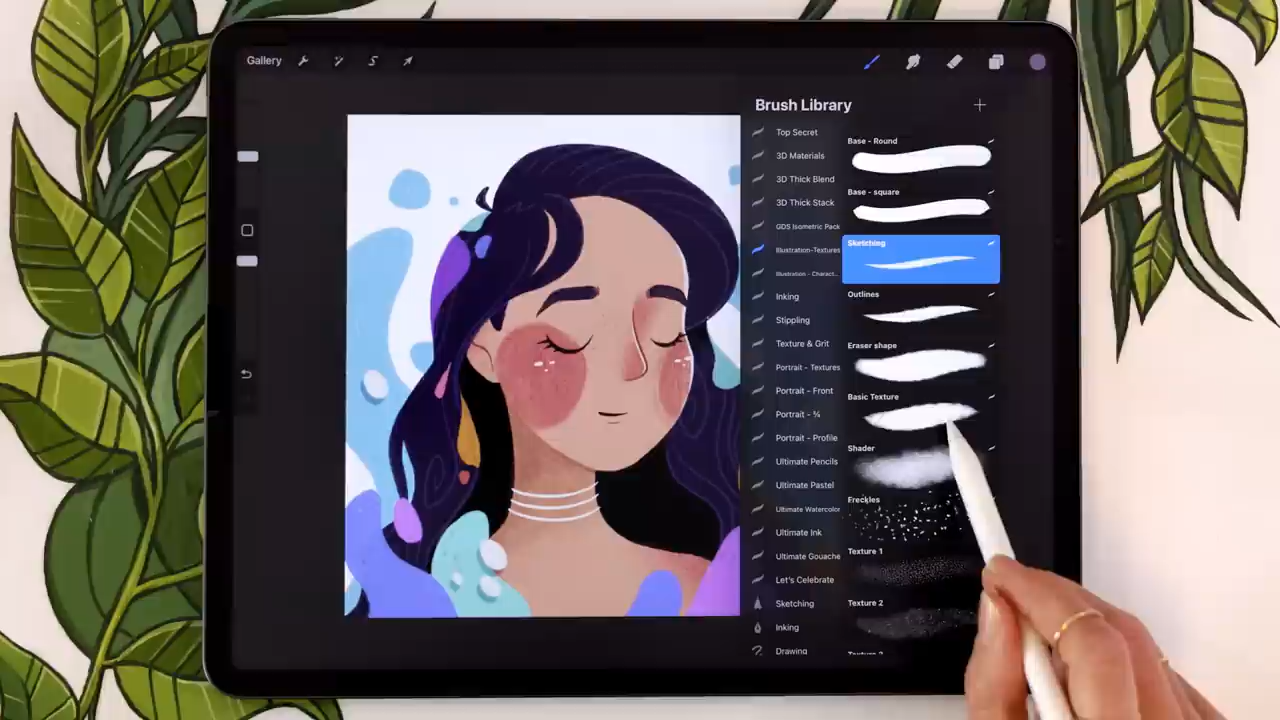 Gallery
Brush Library
Top Secret
3D Materials
3D Thick Blend
3D Thick Stack
GDS Isometric Pack
Illustration-Textures
Illustration - Charact...
Inking
Stippling
Texture & Grit
Portrait - Textures
Portrait - Front
Portrait - ¾
Portrait - Profile
Ultimate Pencils
Ultimate Pastel
Ultimate Watercolor
Ultimate Ink
Ultimate Gouache
Let's Celebrate
Sketching
Inking
Drawing
Base - Round
Base - square
Sketching
Outlines
Eraser shape
Basic Texture
Shader
Freckles
Texture 1
Texture 2